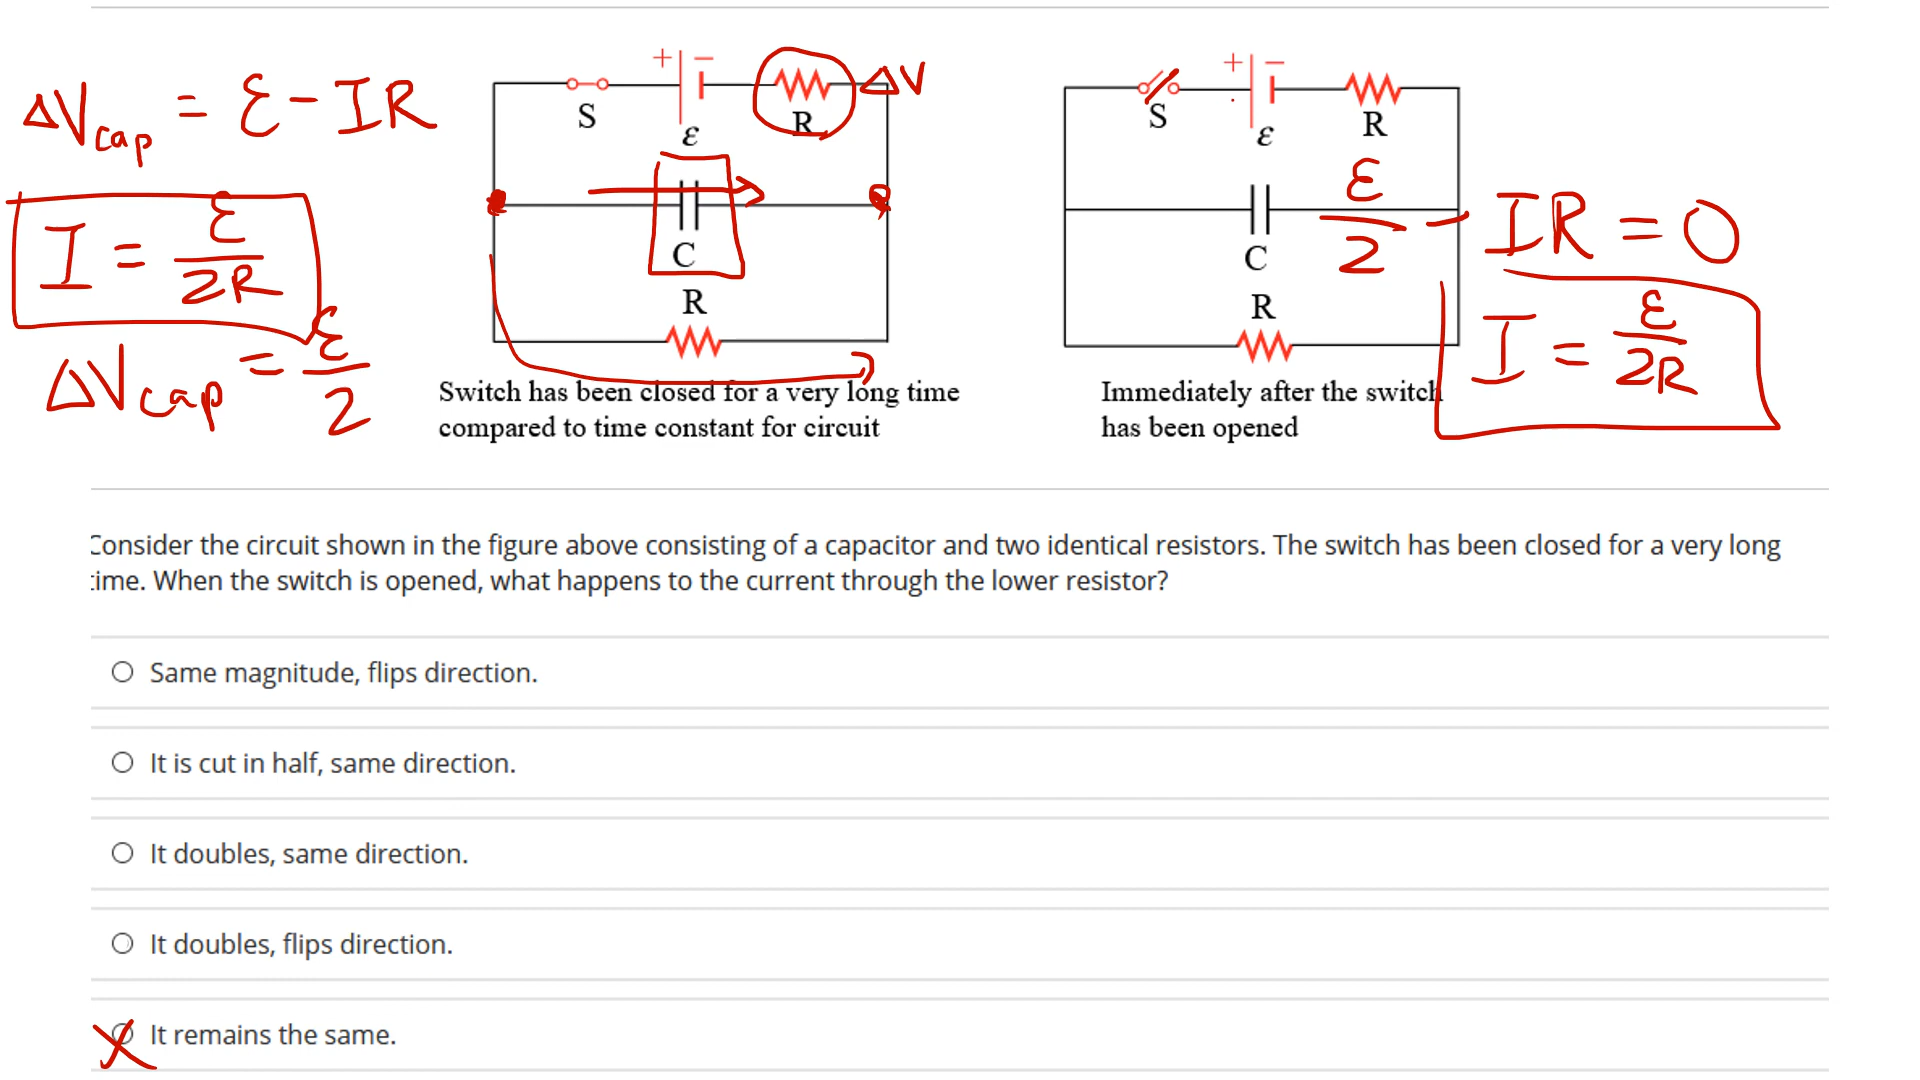 ΔVcap = ε - IR
I = ε/2R
ΔVcap = ε/2
+ -
S
ε
R
ΔV
C
R
Switch has been closed for a very long time
compared to time constant for circuit
+ -
S
ε
R
C
R
ε/2 - IR = 0
I = ε/2R
Immediately after the switch
has been opened
Consider the circuit shown in the figure above consisting of a capacitor and two identical resistors. The switch has been closed for a very long
time. When the switch is opened, what happens to the current through the lower resistor?
Same magnitude, flips direction.
It is cut in half, same direction.
It doubles, same direction.
It doubles, flips direction.
It remains the same.